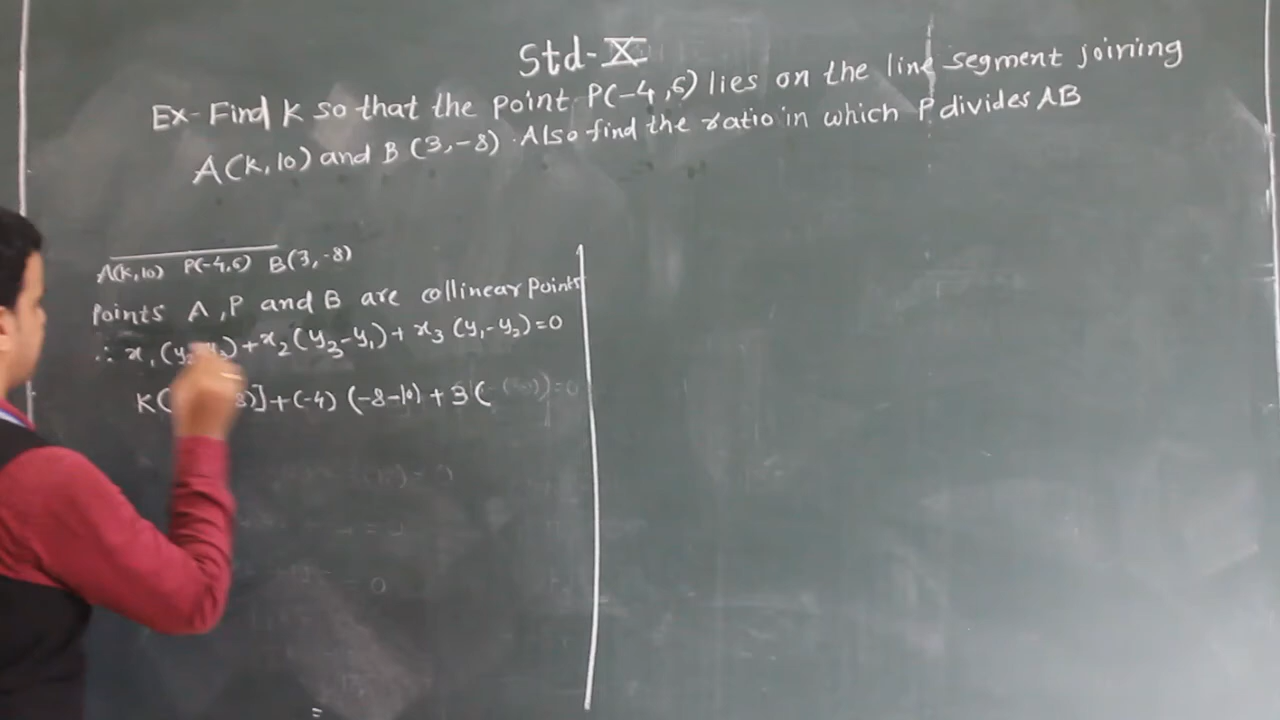 Std-X
Ex- Find K so that the point P(-4,6) lies on the line segment joining
A(K,10) and B (3,-8). Also find the ratio in which P divides AB
A(K,10) P(-4,6) B(3,-8)
Points A, P and B are collinear points
∴ x₁(y₂-y₃)+x₂(y₃-y₁)+x₃(y₁-y₂)=0
K( 8)]+(-4)(-8-10)+3(
=